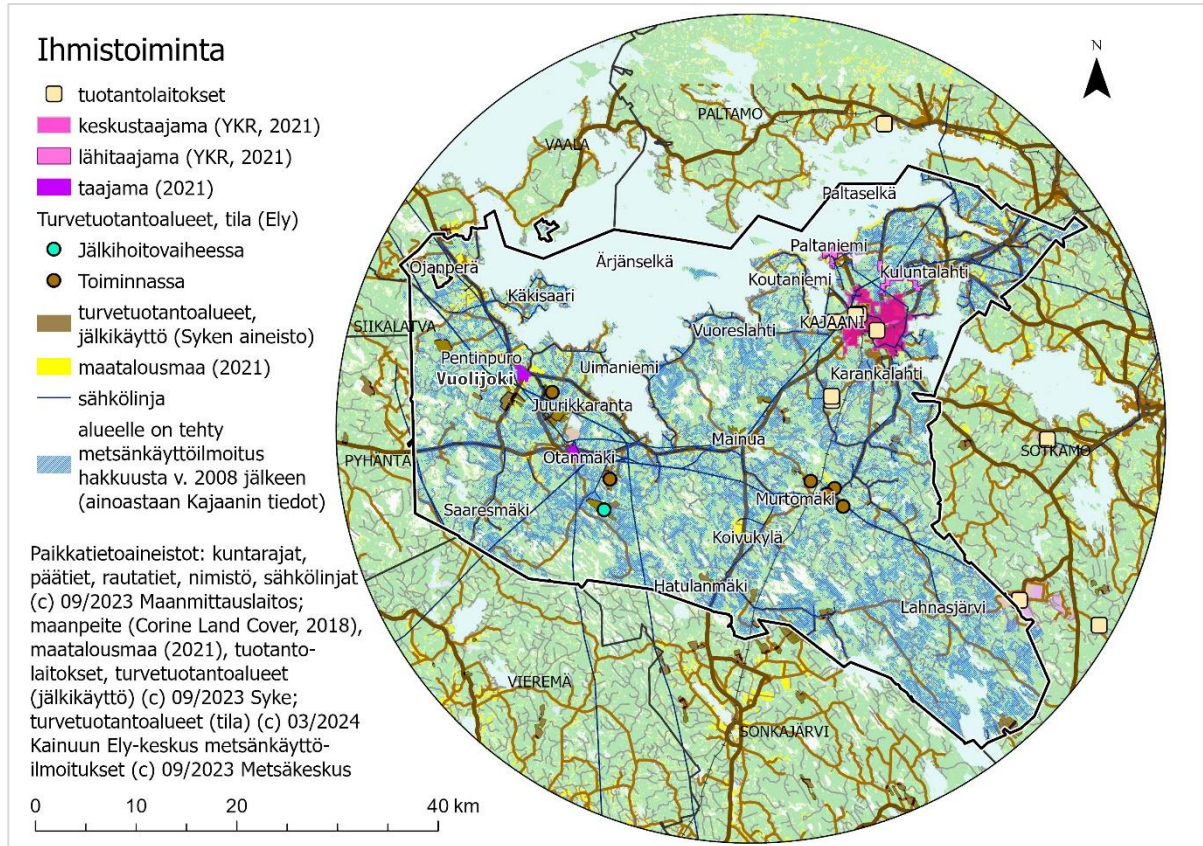 Ihmistoiminta
tuotantolaitokset
keskustaajama (YKR, 2021)
lähitaajama (YKR, 2021)
taajama (2021)
Turvetuotantoalueet, tila (Ely)
Jälkihoitovaiheessa
Toiminnassa
turvetuotantoalueet,
jälkikäyttö (Syken aineisto)
maatalousmaa (2021)
sähkölinja
alueelle on tehty
metsänkäyttöilmoitus
hakkuusta v. 2008 jälkeen
(ainoastaan Kajaanin tiedot)
Paikkatietoaineistot: kuntarajat,
päätiet, rautatiet, nimistö, sähkölinjat
(c) 09/2023 Maanmittauslaitos;
maanpeite (Corine Land Cover, 2018),
maatalousmaa (2021), tuotanto-
laitokset, turvetuotantoalueet
(jälkikäyttö) (c) 09/2023 Syke;
turvetuotantoalueet (tila) (c) 03/2024
Kainuun Ely-keskus metsänkäyttö-
ilmoitukset (c) 09/2023 Metsäkeskus
0 10 20 40 km
N
PALTAMO
VAALA
Paltaselkä
Paltaniemi
Ärjänselkä
Ojanperä
Koutaniemi
Kuluntalahti
Käkisaari
SIIKALATVA
Vuoreslahti
KAJAANI
Pentinpuro
Uimaniemi
Vuolijoki
Karankalahti
Juurikkaranta
Mainua
SOTKAMO
PYHÄNTÄ
Otanmäki
Murtomäki
Saaresmäki
Koivukylä
Hatulanmäki
Lahnasjärvi
VIEREMÄ
SONKAJÄRVI